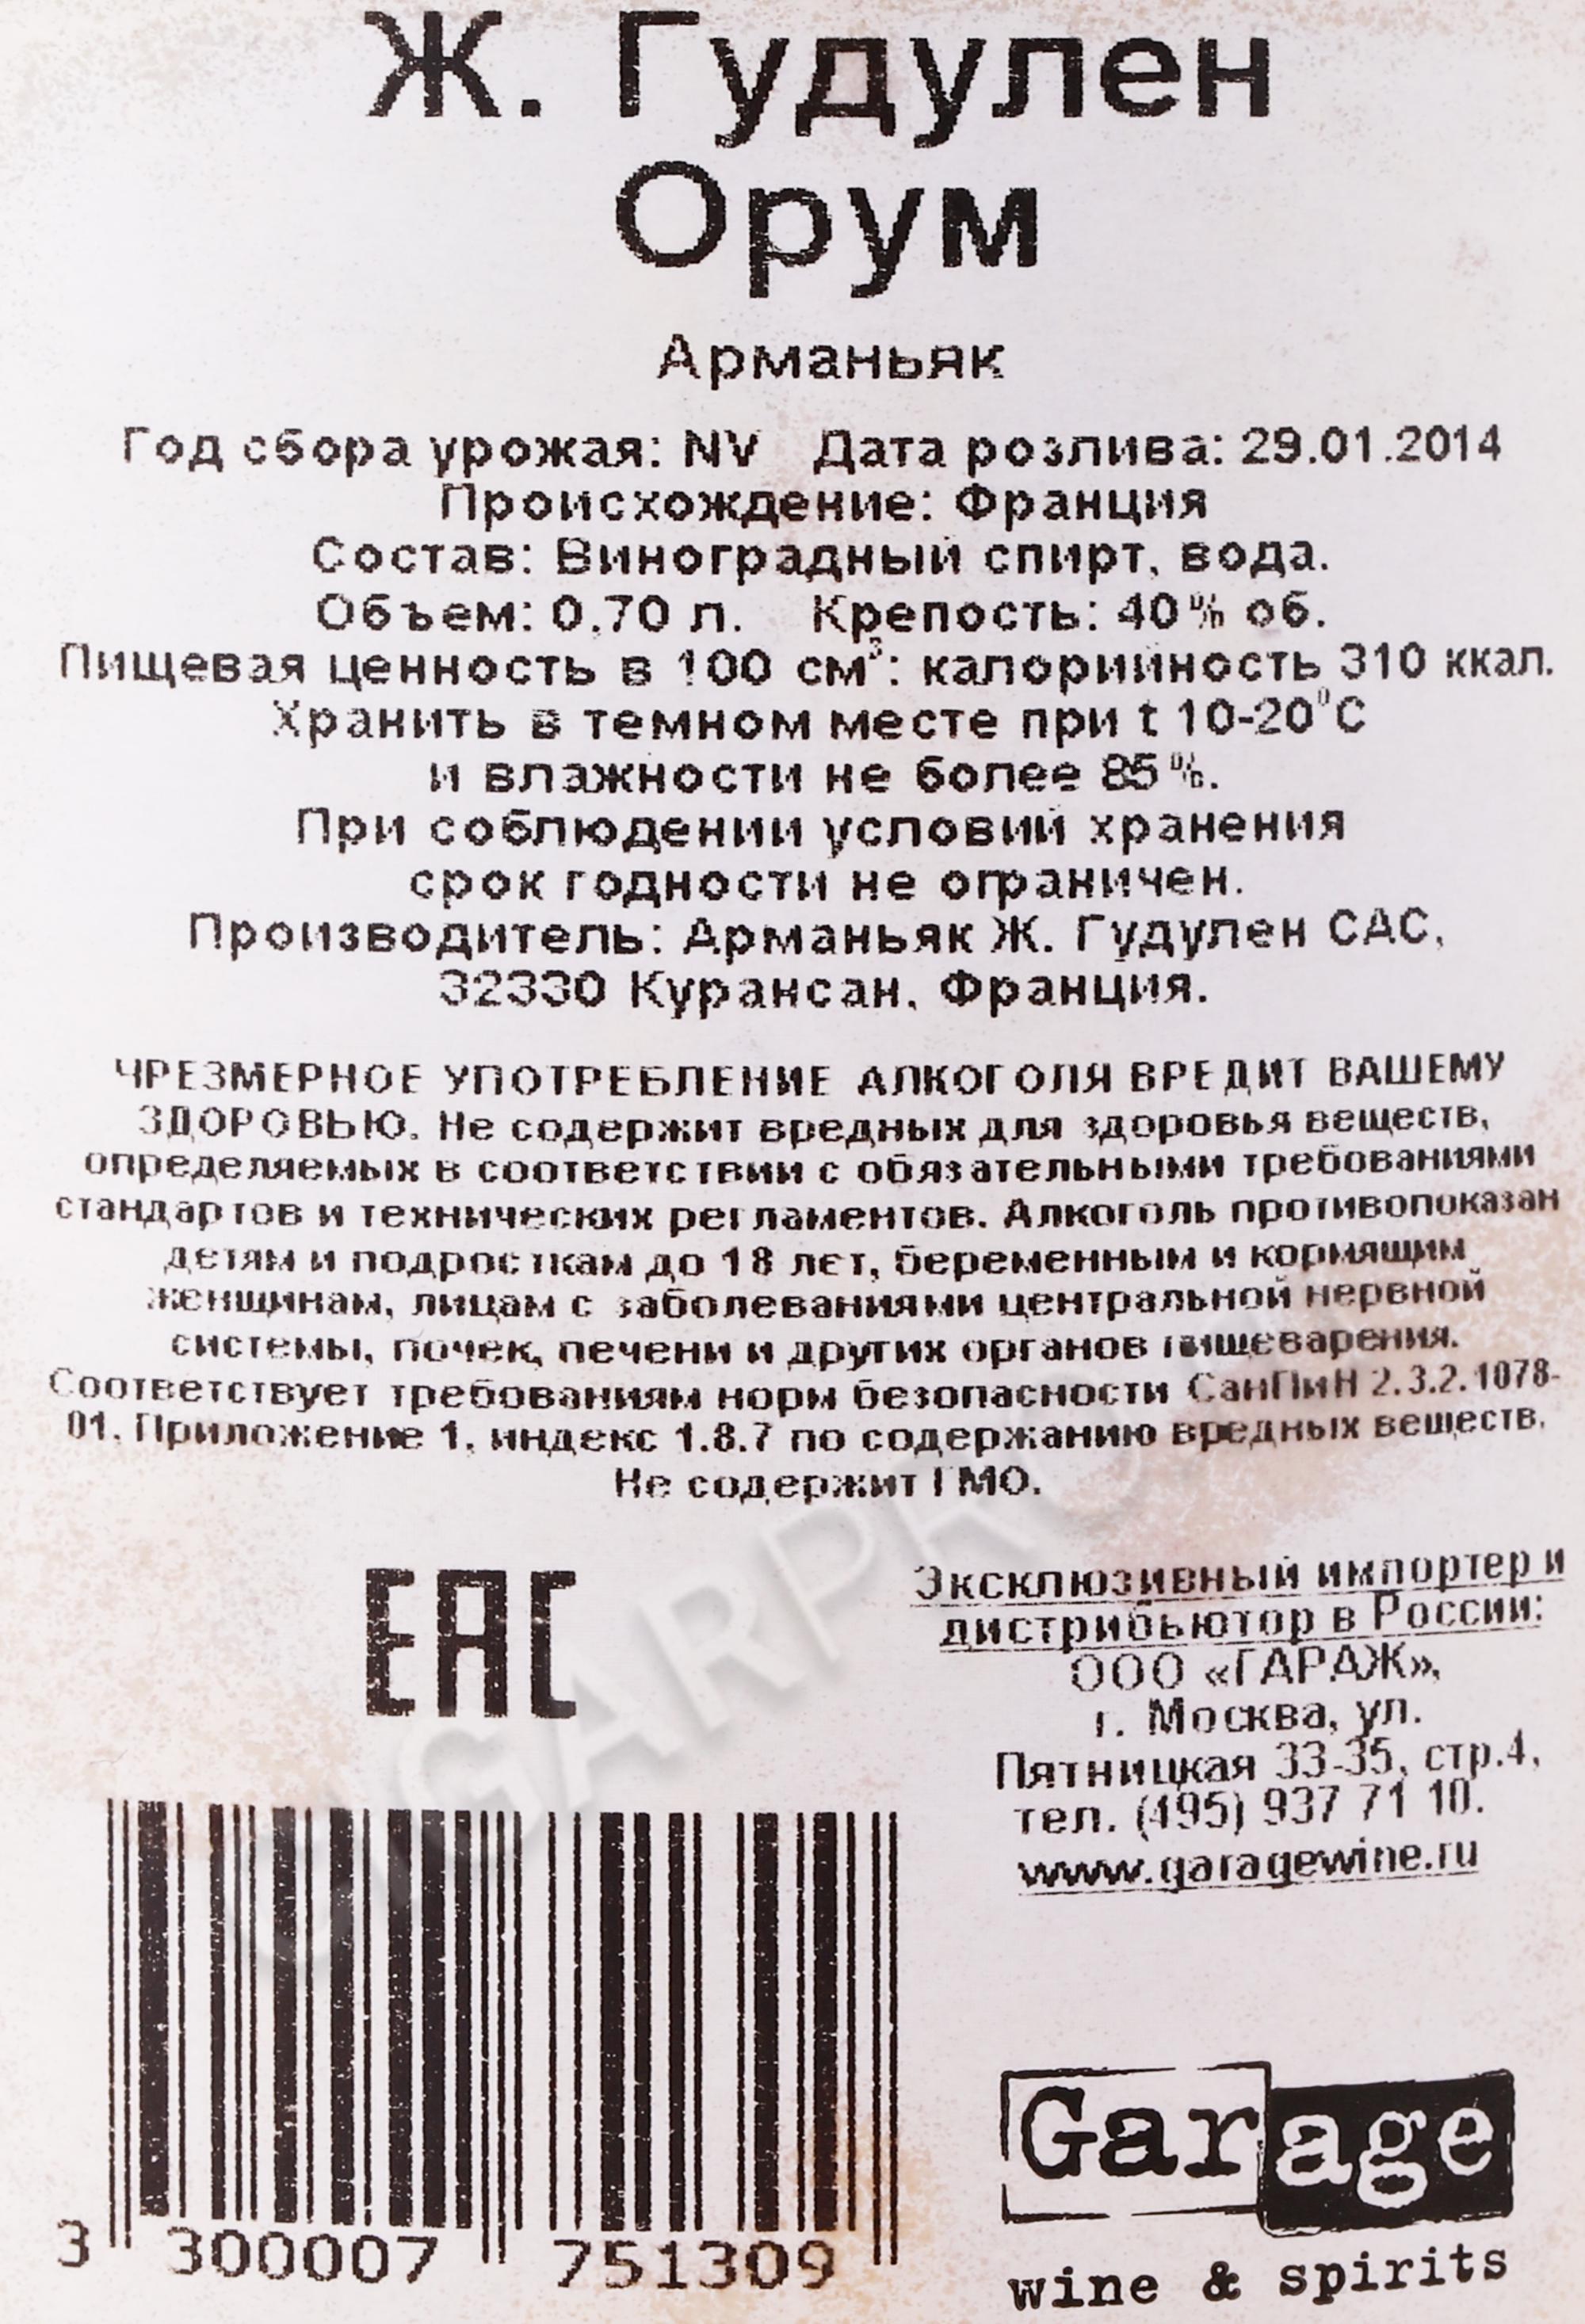 Ж. Гудулен
Орум
Арманьяк
Год сбора урожая: NV Дата розлива: 29.01.2014
Происхождение: Франция
Состав: Виноградный спирт, вода.
Объем: 0.70 л. Крепость: 40% об.
Пищевая ценность в 100 см³: калорийность 310 ккал.
Хранить в темном месте при t 10-20⁰С
и влажности не более 85%.
При соблюдении условий хранения
срок годности не ограничен.
Производитель: Арманьяк Ж. Гудулен САС,
32330 Курансан, Франция.
ЧРЕЗМЕРНОЕ УПОТРЕБЛЕНИЕ АЛКОГОЛЯ ВРЕДИТ ВАШЕМУ
ЗДОРОВЬЮ. Не содержит вредных для здоровья веществ,
определяемых в соответствии с обязательными требованиями
стандартов и технических регламентов. Алкоголь противопоказан
детям и подросткам до 18 лет, беременным и кормящим
женщинам, лицам с заболеваниями центральной нервной
системы, почек, печени и других органов пищеварения.
Соответствует требованиям норм безопасности СанПиН 2.3.2.1078-
01. Приложение 1, индекс 1.8.7 по содержанию вредных веществ.
Не содержит ГМО.
EAC
Эксклюзивный импортер и
дистрибьютор в России:
ООО «ГАРАЖ»,
г. Москва, ул.
Пятницкая 33-35, стр.4,
тел. (495) 937 71 10.
www.garagewine.ru
3 300007 751309
Garage
wine & spirits